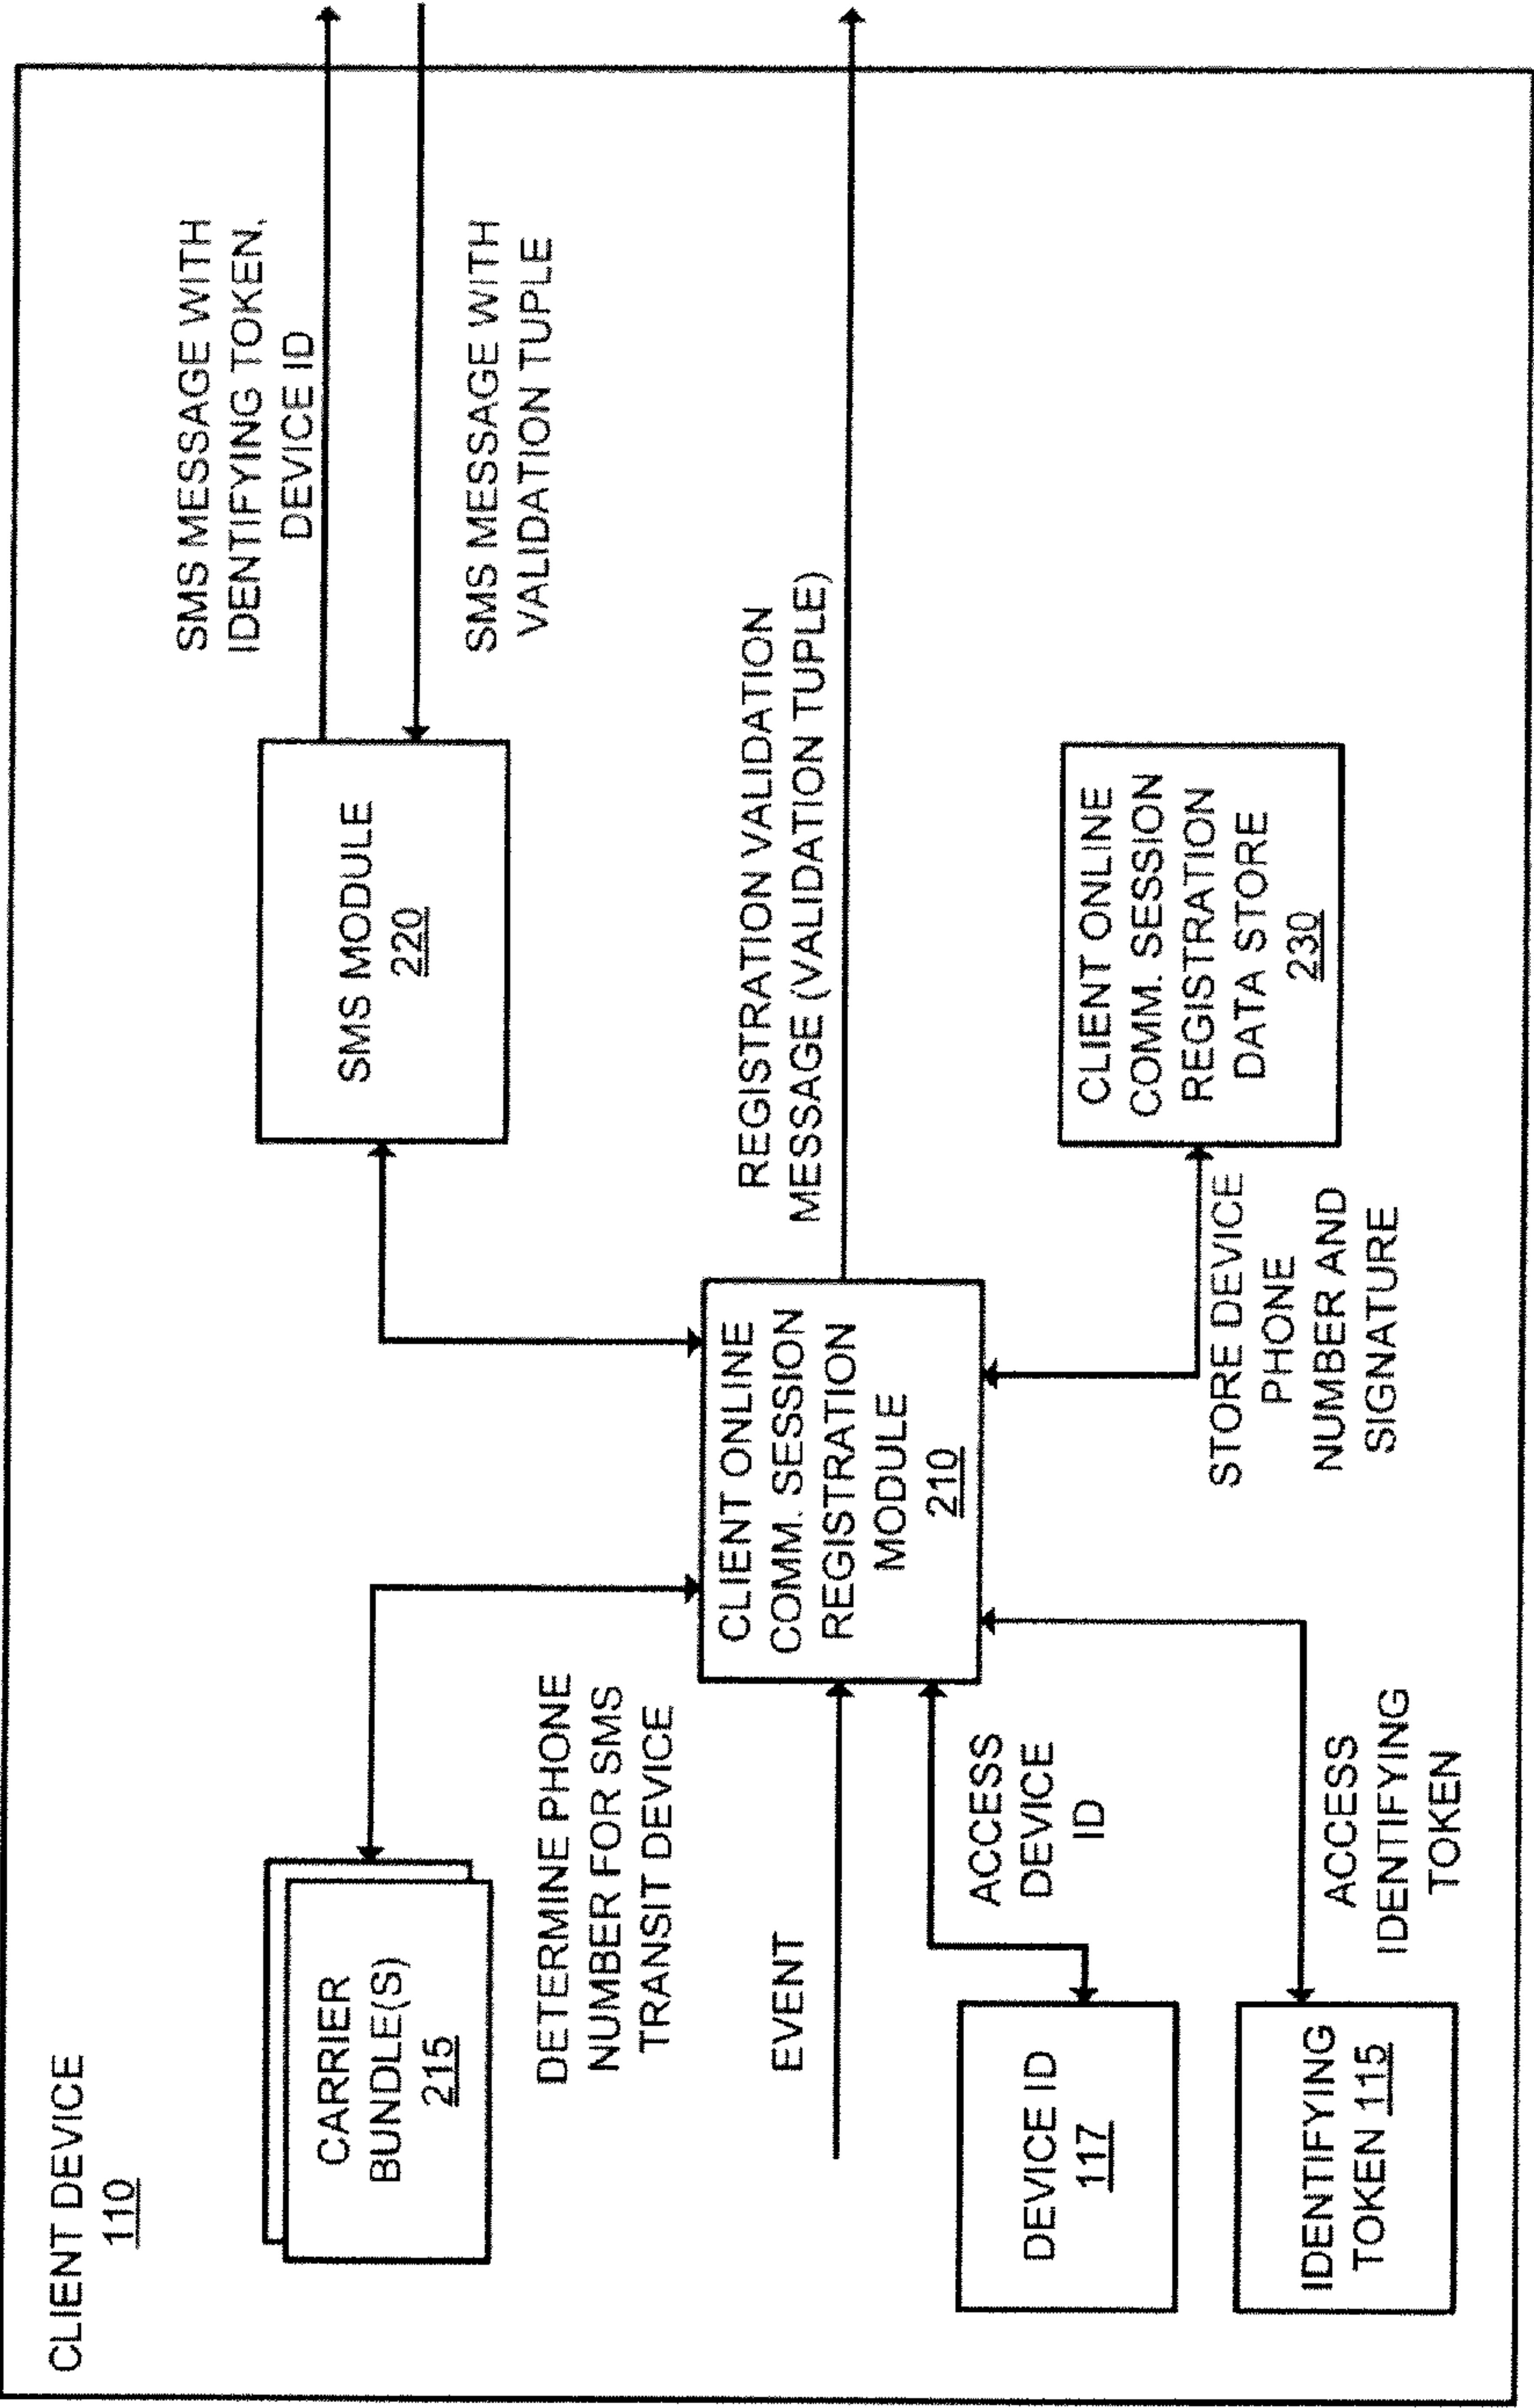 CLIENT DEVICE
110
CARRIER
BUNDLE(S)
215
DETERMINE PHONE
NUMBER FOR SMS
TRANSIT DEVICE
EVENT
DEVICE ID
117
ACCESS
DEVICE
ID
IDENTIFYING
TOKEN 115
ACCESS
IDENTIFYING
TOKEN
CLIENT ONLINE
COMM. SESSION
REGISTRATION
MODULE
210
SMS MODULE
220
SMS MESSAGE WITH
IDENTIFYING TOKEN,
DEVICE ID
SMS MESSAGE WITH
VALIDATION TUPLE
REGISTRATION VALIDATION
MESSAGE (VALIDATION TUPLE)
CLIENT ONLINE
COMM. SESSION
REGISTRATION
DATA STORE
230
STORE DEVICE
PHONE
NUMBER AND
SIGNATURE